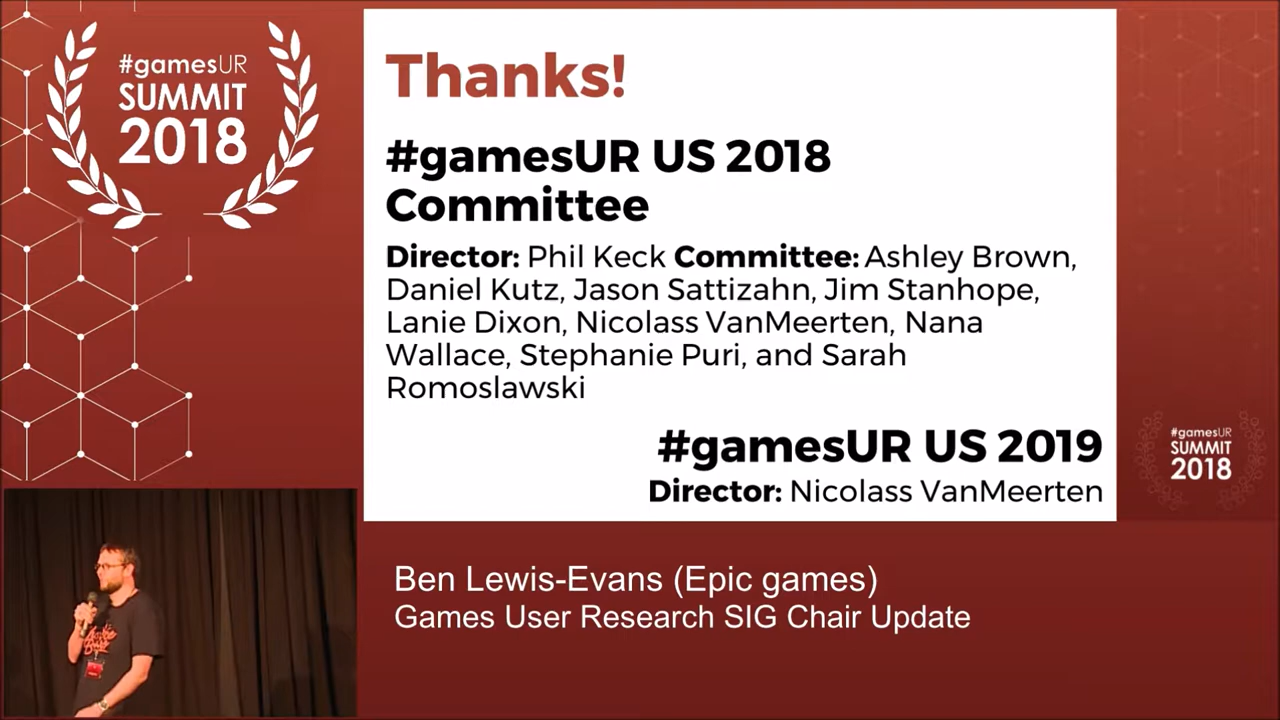 #gamesUR
SUMMIT
2018
Thanks!
#gamesUR US 2018
Committee
Director: Phil Keck Committee: Ashley Brown,
Daniel Kutz, Jason Sattizahn, Jim Stanhope,
Lanie Dixon, Nicolass VanMeerten, Nana
Wallace, Stephanie Puri, and Sarah
Romoslawski
#gamesUR US 2019
Director: Nicolass VanMeerten
#gamesUR
SUMMIT
2018
Ben Lewis-Evans (Epic games)
Games User Research SIG Chair Update